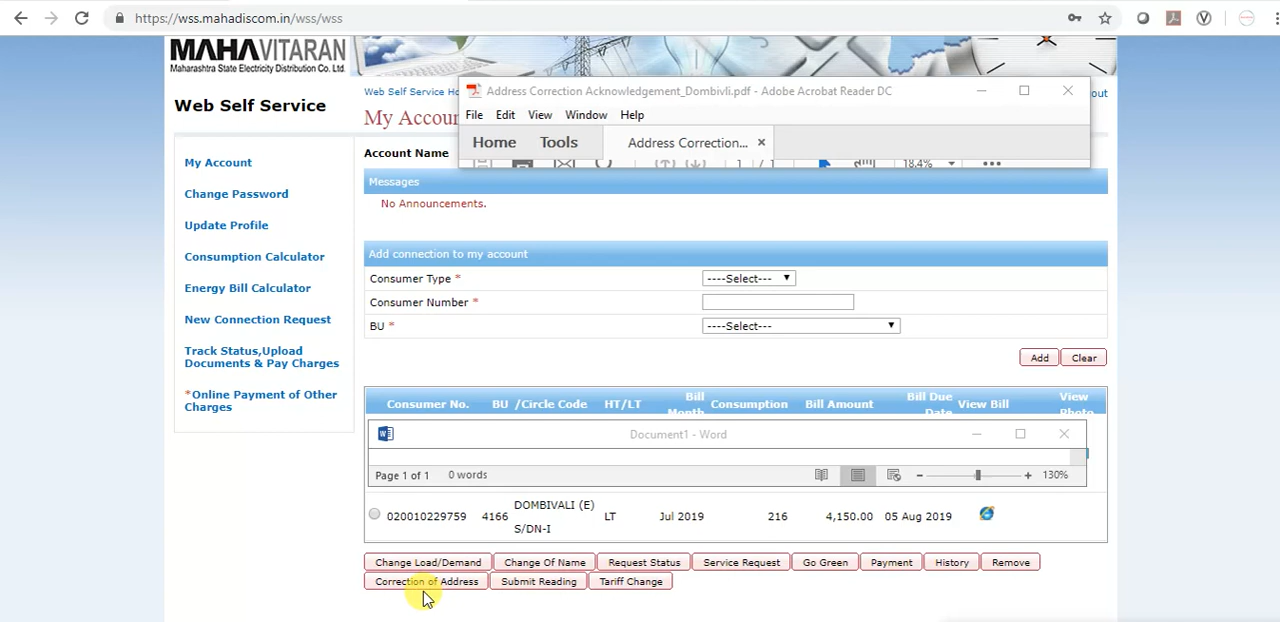 https://wss.mahadiscom.in/wss/wss
MAHAVITARAN
Maharashtra State Electricity Distribution Co. Ltd.
Web Self Service
My Account
Change Password
Update Profile
Consumption Calculator
Energy Bill Calculator
New Connection Request
Track Status,Upload
Documents & Pay Charges
*Online Payment of Other
Charges
Web Self Service
Address Correction Acknowledgement_Dombivli.pdf - Adobe Acrobat Reader DC
File Edit View Window Help
Home Tools Address Correction... ×
1 / 1 18.4%
Account Name
Messages
No Announcements.
Add connection to my account
Consumer Type * ----Select---
Consumer Number *
BU * ----Select---
Add Clear
Consumer No. BU /Circle Code HT/LT Bill Month Consumption Bill Amount Bill Due Date View Bill View Photo
Document1 - Word
Page 1 of 1 0 words 130%
020010229759 4166 DOMBIVALI (E) S/DN-I LT Jul 2019 216 4,150.00 05 Aug 2019
Change Load/Demand Change Of Name Request Status Service Request Go Green Payment History Remove
Correction of Address Submit Reading Tariff Change